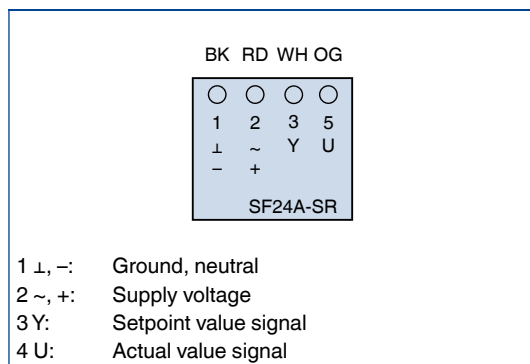 BK RD WH OG
1 2 3 5
⊥ ~ Y U
– +
SF24A-SR
1 ⊥, –: Ground, neutral
2 ~, +: Supply voltage
3 Y: Setpoint value signal
4 U: Actual value signal